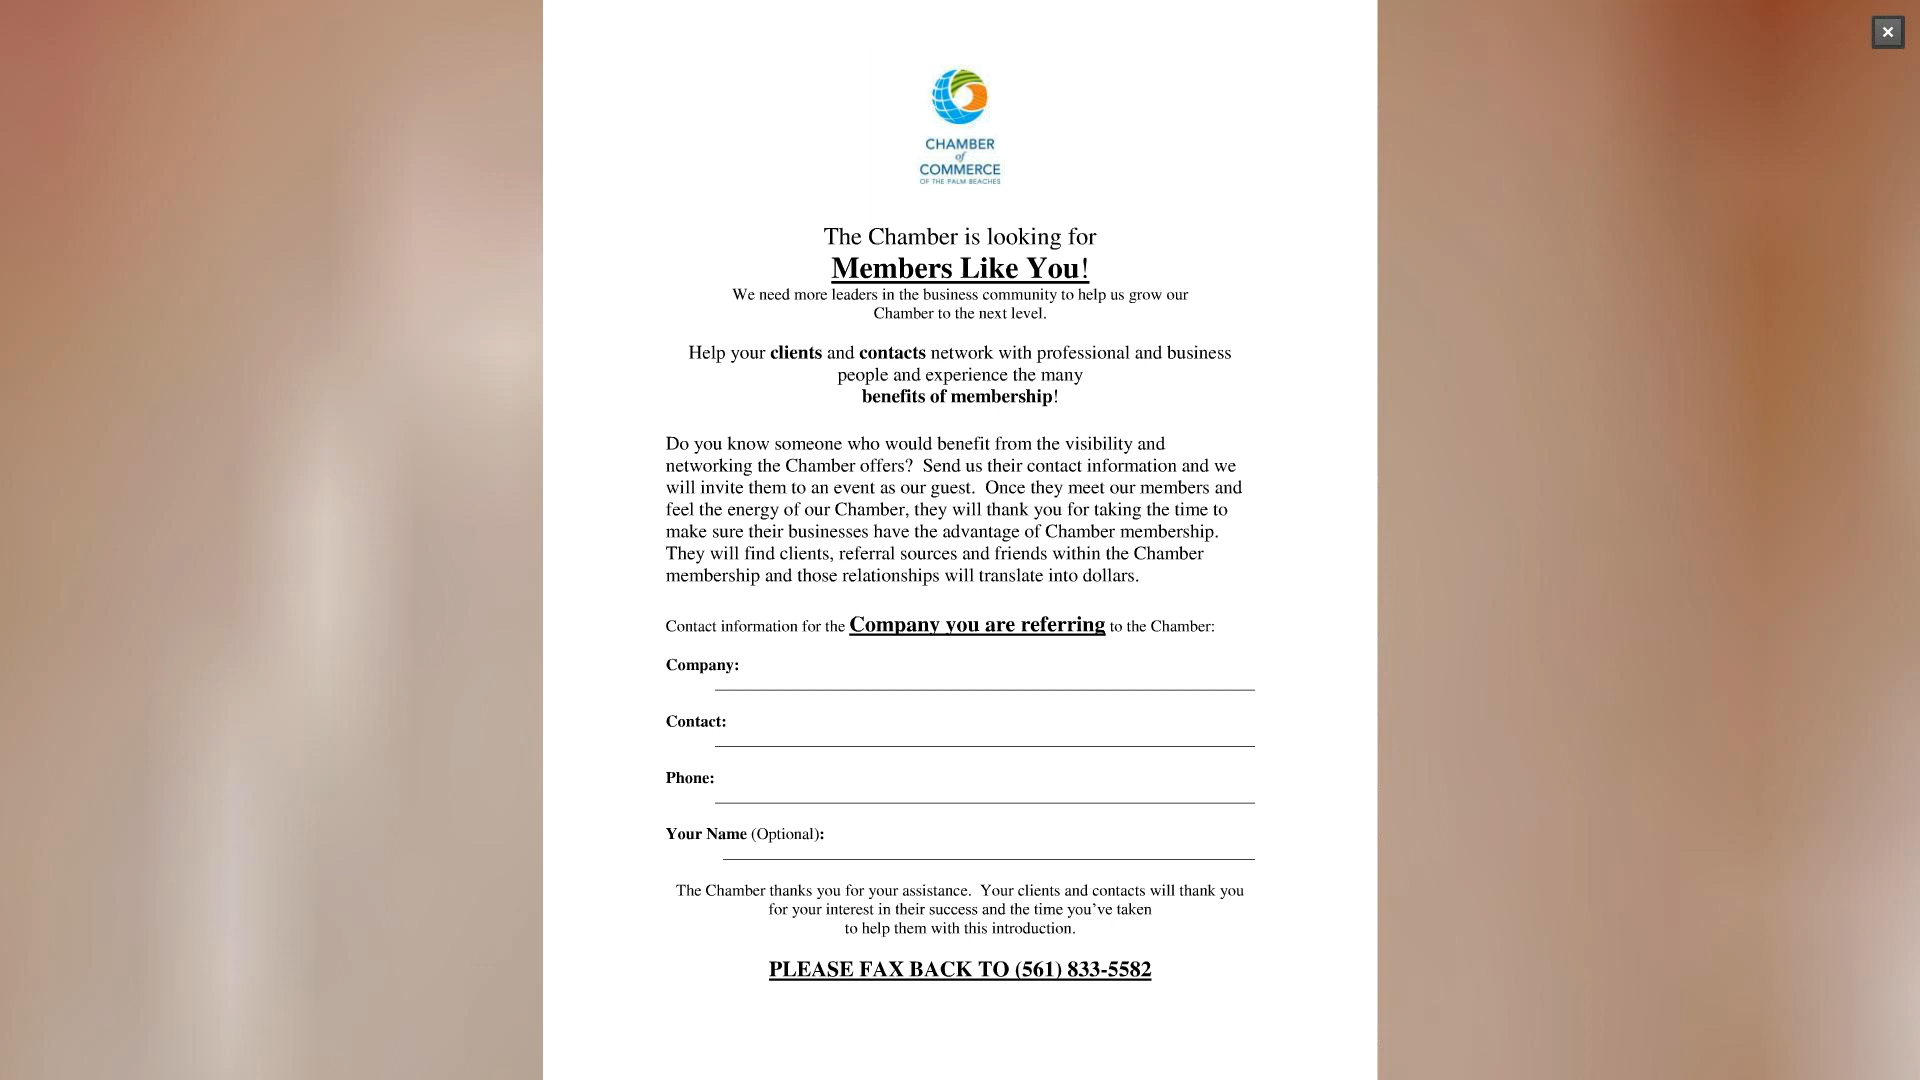 CHAMBER
of
COMMERCE
OF THE PALM BEACHES
The Chamber is looking for
Members Like You!
We need more leaders in the business community to help us grow our
Chamber to the next level.
Help your clients and contacts network with professional and business
people and experience the many
benefits of membership!
Do you know someone who would benefit from the visibility and
networking the Chamber offers?  Send us their contact information and we
will invite them to an event as our guest.  Once they meet our members and
feel the energy of our Chamber, they will thank you for taking the time to
make sure their businesses have the advantage of Chamber membership.
They will find clients, referral sources and friends within the Chamber
membership and those relationships will translate into dollars.
Contact information for the Company you are referring to the Chamber:
Company:
Contact:
Phone:
Your Name (Optional):
The Chamber thanks you for your assistance.  Your clients and contacts will thank you
for your interest in their success and the time you’ve taken
to help them with this introduction.
PLEASE FAX BACK TO (561) 833-5582